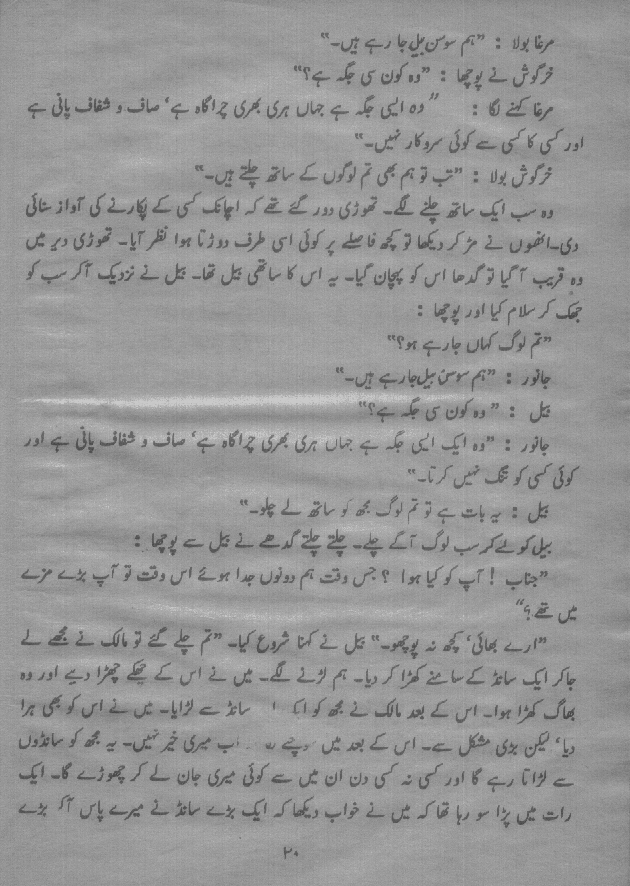 مرغا بولا : ”ہم سوسن بیل جا رہے ہیں۔“
خرگوش نے پوچھا : ”وہ کون سی جگہ ہے؟“
مرغا کہنے لگا : ”وہ ایسی جگہ ہے جہاں ہری بھری چراگاہ ہے، صاف و شفاف پانی ہے
اور کسی کا کسی سے کوئی سروکار نہیں۔“
خرگوش بولا : ”تب تو ہم بھی تم لوگوں کے ساتھ چلتے ہیں۔“
وہ سب ایک ساتھ چلنے لگے۔ تھوڑی دور گئے تھے کہ اچانک کسی کے پکارنے کی آواز سنائی
دی۔ انھوں نے مڑ کر دیکھا تو کچھ فاصلے پر کوئی اسی طرف دوڑتا ہوا نظر آیا۔ تھوڑی دیر میں
وہ قریب آ گیا تو گدھا اس کو پہچان گیا۔ یہ اس کا ساتھی بیل تھا۔ بیل نے نزدیک آ کر سب کو
جھک کر سلام کیا اور پوچھا :
”تم لوگ کہاں جا رہے ہو؟“
جانور : ”ہم سوسن بیل جا رہے ہیں۔“
بیل : ”وہ کون سی جگہ ہے؟“
جانور : ”وہ ایک ایسی جگہ ہے جہاں ہری بھری چراگاہ ہے، صاف و شفاف پانی ہے اور
کوئی کسی کو تنگ نہیں کرتا۔“
بیل : یہ بات ہے تو تم لوگ مجھ کو ساتھ لے چلو۔“
بیل کو لے کر سب لوگ آگے چلے۔ چلتے چلتے گدھے نے بیل سے پوچھا :
”جناب ! آپ کو کیا ہوا ؟ جس وقت ہم دونوں جدا ہوئے اس وقت تو آپ بڑے مزے
میں تھے؟“
”ارے بھائی، کچھ نہ پوچھو۔“ بیل نے کہنا شروع کیا۔ ”تم چلے گئے تو مالک نے مجھے لے
جا کر ایک سانڈ کے سامنے کھڑا کر دیا۔ ہم لڑنے لگے۔ میں نے اس کے چھکے چھڑا دیے اور وہ
بھاگ کھڑا ہوا۔ اس کے بعد مالک نے مجھ کو سانڈ سے لڑایا۔ میں نے اس کو بھی ہرا
دیا، لیکن بڑی مشکل سے۔ اس کے بعد میں میری خیر نہیں۔ یہ مجھ کو سانڈوں
سے لڑاتا رہے گا اور کسی نہ کسی دن ان میں سے کوئی میری جان لے کر چھوڑے گا۔ ایک
رات میں پڑا سو رہا تھا کہ میں نے خواب دیکھا کہ ایک بڑے سانڈ نے میرے پاس آ کر بڑے
۲۰